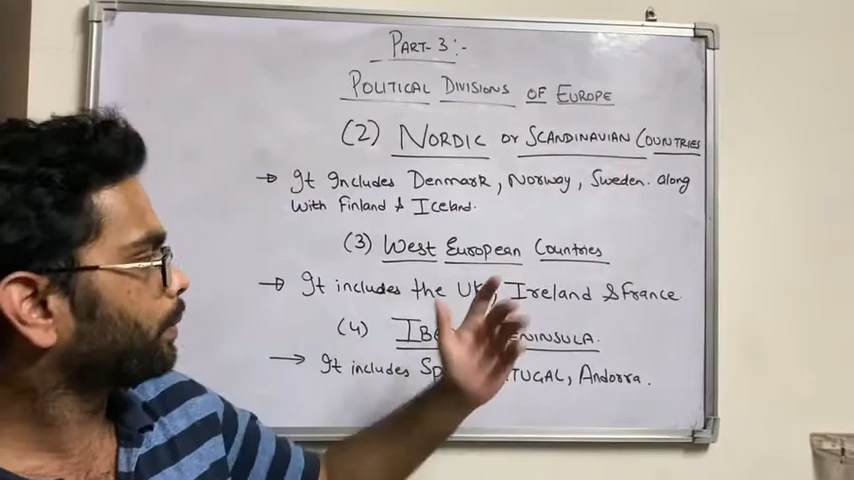 PART-3:-
POLITICAL DIVISIONS OF EUROPE
(2) NORDIC or SCANDINAVIAN COUNTRIES
→ It Includes DENMARK, NORWAY, SWEDEN. along
With FINLAND & ICELAND.
(3) WEST EUROPEAN COUNTRIES
→ It includes the UK, IRELAND & FRANCE.
(4)
→ It includes ANDORRA.